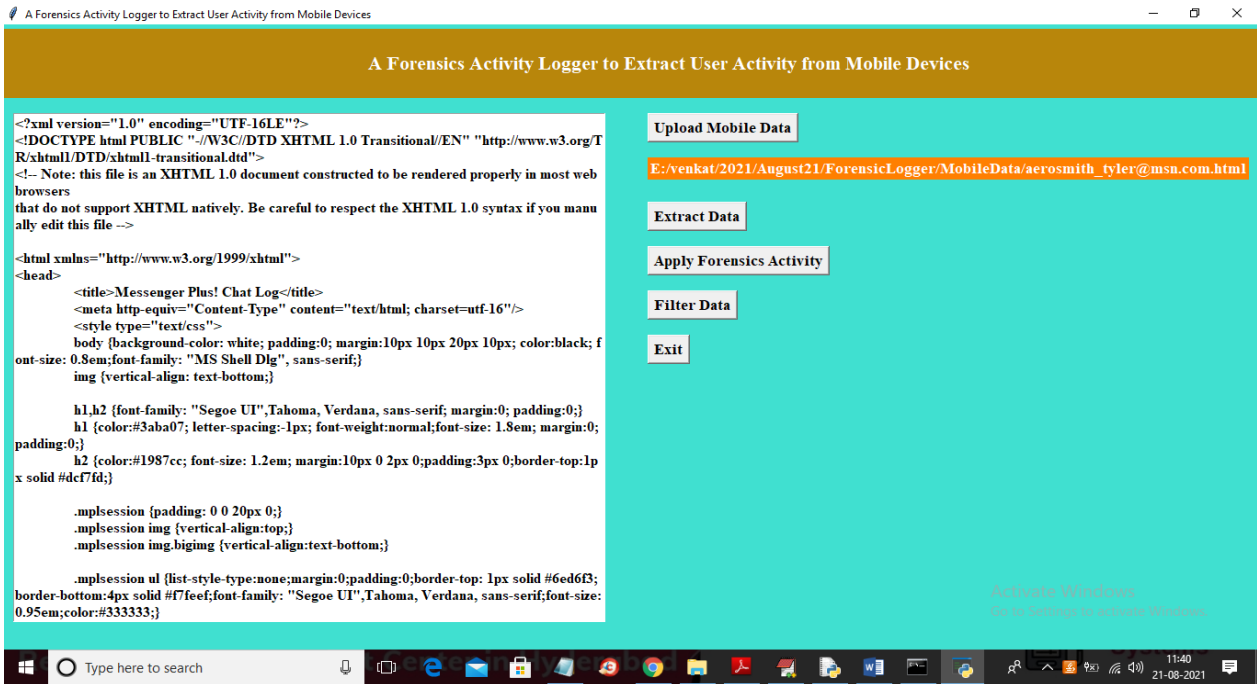 A Forensics Activity Logger to Extract User Activity from Mobile Devices
A Forensics Activity Logger to Extract User Activity from Mobile Devices
<?xml version="1.0" encoding="UTF-16LE"?>
<!DOCTYPE html PUBLIC "-//W3C//DTD XHTML 1.0 Transitional//EN" "http://www.w3.org/T
R/xhtml1/DTD/xhtml1-transitional.dtd">
<!-- Note: this file is an XHTML 1.0 document constructed to be rendered properly in most web
browsers
that do not support XHTML natively. Be careful to respect the XHTML 1.0 syntax if you manu
ally edit this file -->
<html xmlns="http://www.w3.org/1999/xhtml">
<head>
<title>Messenger Plus! Chat Log</title>
<meta http-equiv="Content-Type" content="text/html; charset=utf-16"/>
<style type="text/css">
body {background-color: white; padding:0; margin:10px 10px 20px 10px; color:black; f
ont-size: 0.8em;font-family: "MS Shell Dlg", sans-serif;}
img {vertical-align: text-bottom;}
h1,h2 {font-family: "Segoe UI",Tahoma, Verdana, sans-serif; margin:0; padding:0;}
h1 {color:#3aba07; letter-spacing:-1px; font-weight:normal;font-size: 1.8em; margin:0;
padding:0;}
h2 {color:#1987cc; font-size: 1.2em; margin:10px 0 2px 0;padding:3px 0;border-top:1p
x solid #dcf7fd;}
.mplsession {padding: 0 0 20px 0;}
.mplsession img {vertical-align:top;}
.mplsession img.bigimg {vertical-align:text-bottom;}
.mplsession ul {list-style-type:none;margin:0;padding:0;border-top: 1px solid #6ed6f3;
border-bottom:4px solid #f7feef;font-family: "Segoe UI",Tahoma, Verdana, sans-serif;font-size:
0.95em;color:#333333;}
Upload Mobile Data
E:/venkat/2021/August21/ForensicLogger/MobileData/aerosmith_tyler@msn.com.html
Extract Data
Apply Forensics Activity
Filter Data
Exit
Activate Windows
Go to Settings to activate Windows.
Type here to search
11:40
21-08-2021